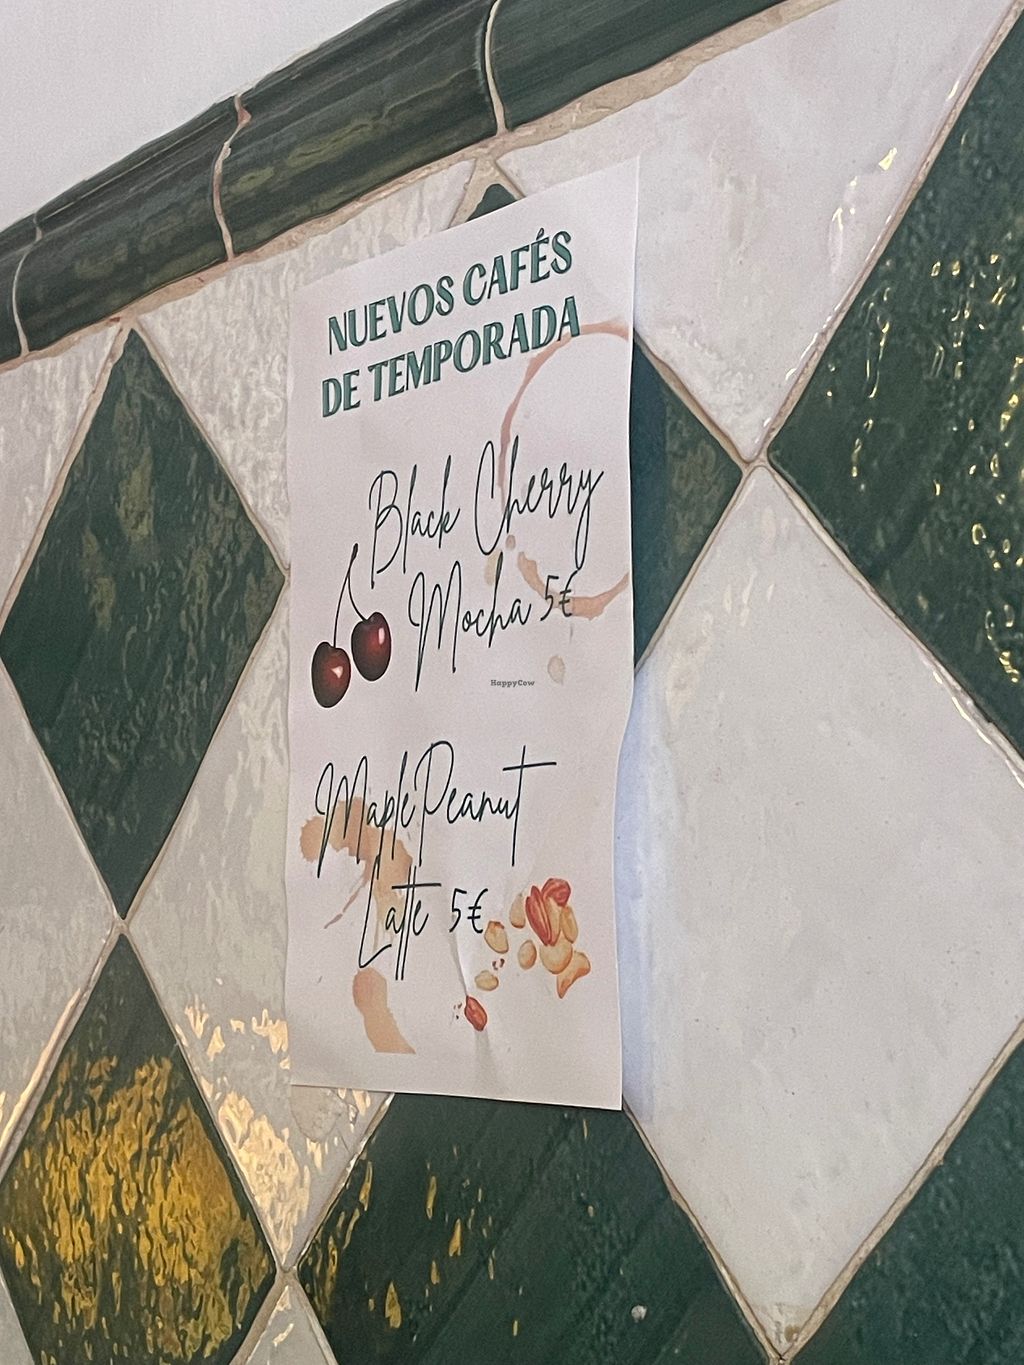 NUEVOS CAFÉS
DE TEMPORADA
Black Cherry
Mocha 5€
HappyCow
Maple Peanut
Latte 5€